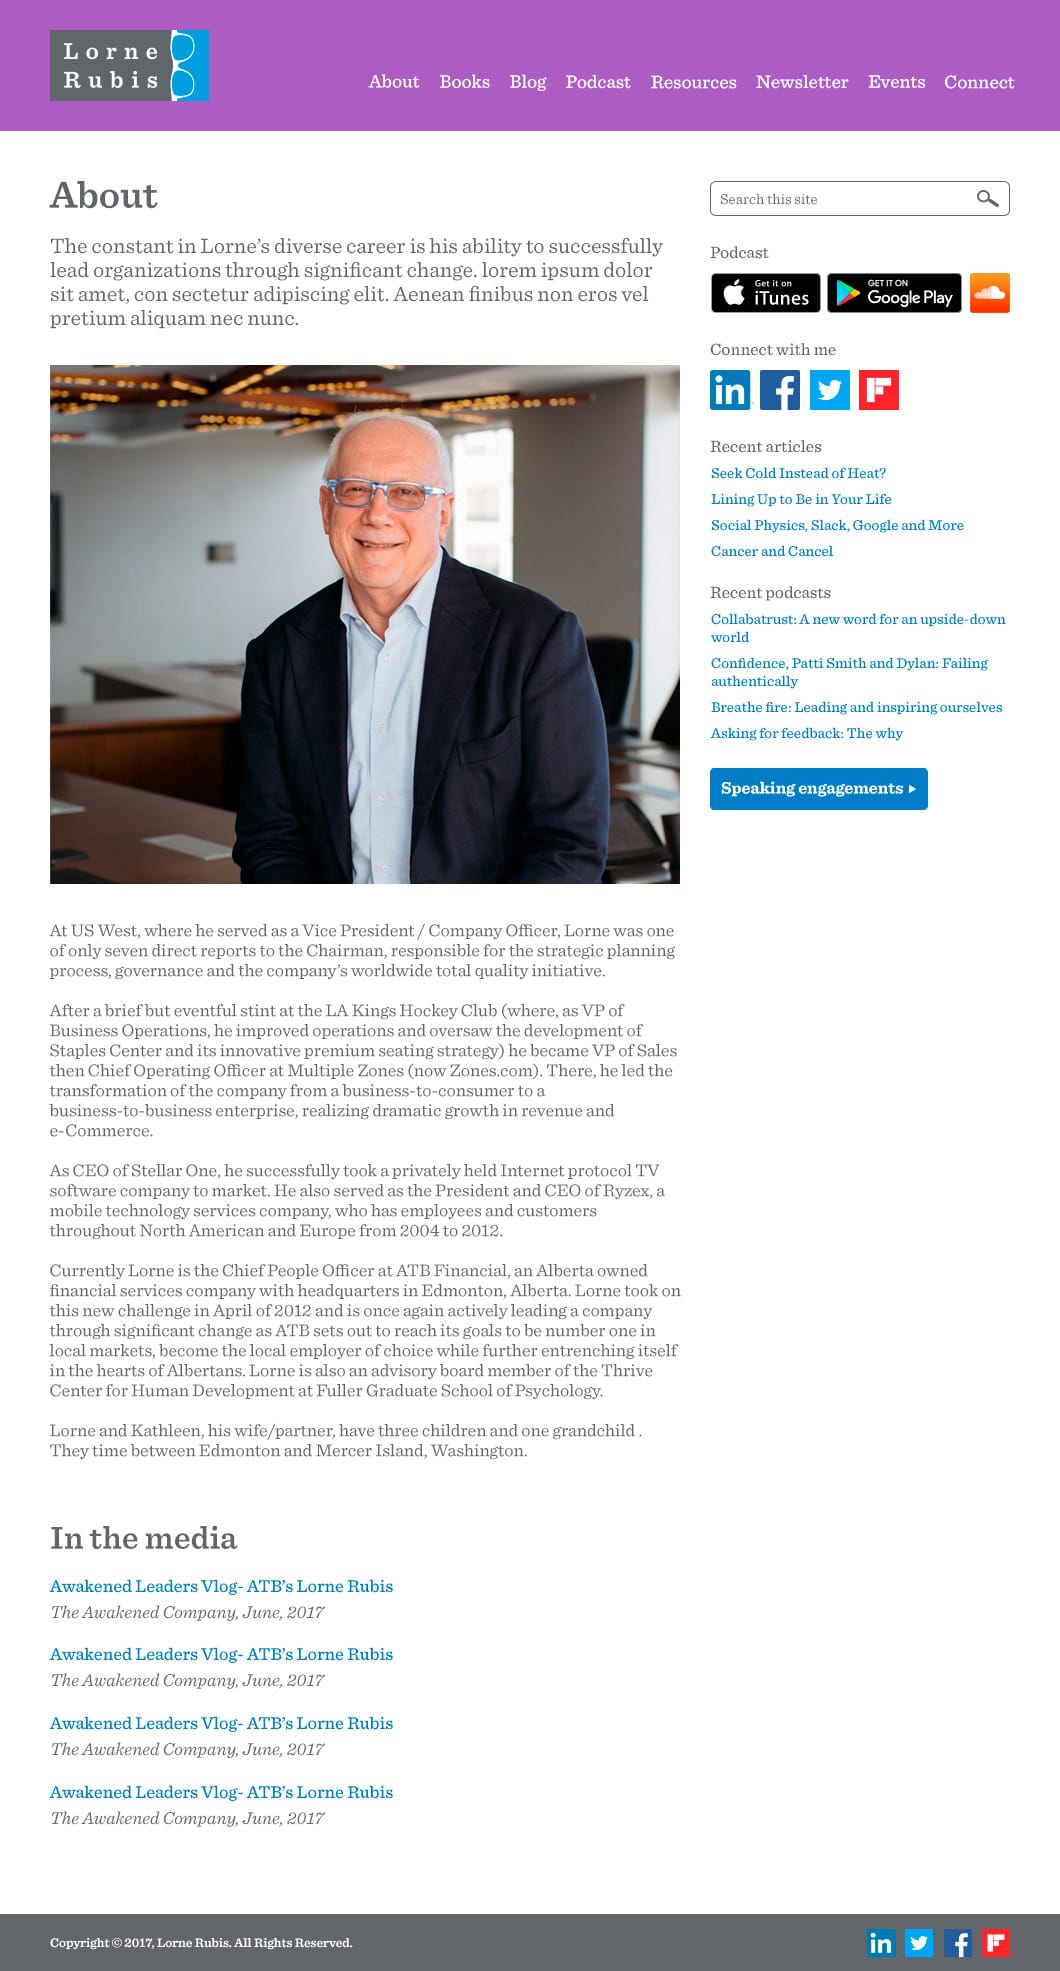 Lorne
Rubis
About Books Blog Podcast Resources Newsletter Events Connect
About
The constant in Lorne’s diverse career is his ability to successfully
lead organizations through significant change. lorem ipsum dolor
sit amet, con sectetur adipiscing elit. Aenean finibus non eros vel
pretium aliquam nec nunc.
At US West, where he served as a Vice President / Company Officer, Lorne was one
of only seven direct reports to the Chairman, responsible for the strategic planning
process, governance and the company’s worldwide total quality initiative.
After a brief but eventful stint at the LA Kings Hockey Club (where, as VP of
Business Operations, he improved operations and oversaw the development of
Staples Center and its innovative premium seating strategy) he became VP of Sales
then Chief Operating Officer at Multiple Zones (now Zones.com). There, he led the
transformation of the company from a business-to-consumer to a
business-to-business enterprise, realizing dramatic growth in revenue and
e-Commerce.
As CEO of Stellar One, he successfully took a privately held Internet protocol TV
software company to market. He also served as the President and CEO of Ryzex, a
mobile technology services company, who has employees and customers
throughout North American and Europe from 2004 to 2012.
Currently Lorne is the Chief People Officer at ATB Financial, an Alberta owned
financial services company with headquarters in Edmonton, Alberta. Lorne took on
this new challenge in April of 2012 and is once again actively leading a company
through significant change as ATB sets out to reach its goals to be number one in
local markets, become the local employer of choice while further entrenching itself
in the hearts of Albertans. Lorne is also an advisory board member of the Thrive
Center for Human Development at Fuller Graduate School of Psychology.
Lorne and Kathleen, his wife/partner, have three children and one grandchild .
They time between Edmonton and Mercer Island, Washington.
In the media
Awakened Leaders Vlog- ATB’s Lorne Rubis
The Awakened Company, June, 2017
Awakened Leaders Vlog- ATB’s Lorne Rubis
The Awakened Company, June, 2017
Awakened Leaders Vlog- ATB’s Lorne Rubis
The Awakened Company, June, 2017
Awakened Leaders Vlog- ATB’s Lorne Rubis
The Awakened Company, June, 2017
Search this site
Podcast
Get it on
iTunes
GET IT ON
Google Play
Connect with me
in f
Recent articles
Seek Cold Instead of Heat?
Lining Up to Be in Your Life
Social Physics, Slack, Google and More
Cancer and Cancel
Recent podcasts
Collabatrust: A new word for an upside-down
world
Confidence, Patti Smith and Dylan: Failing
authentically
Breathe fire: Leading and inspiring ourselves
Asking for feedback: The why
Speaking engagements
Copyright © 2017, Lorne Rubis. All Rights Reserved.
in f